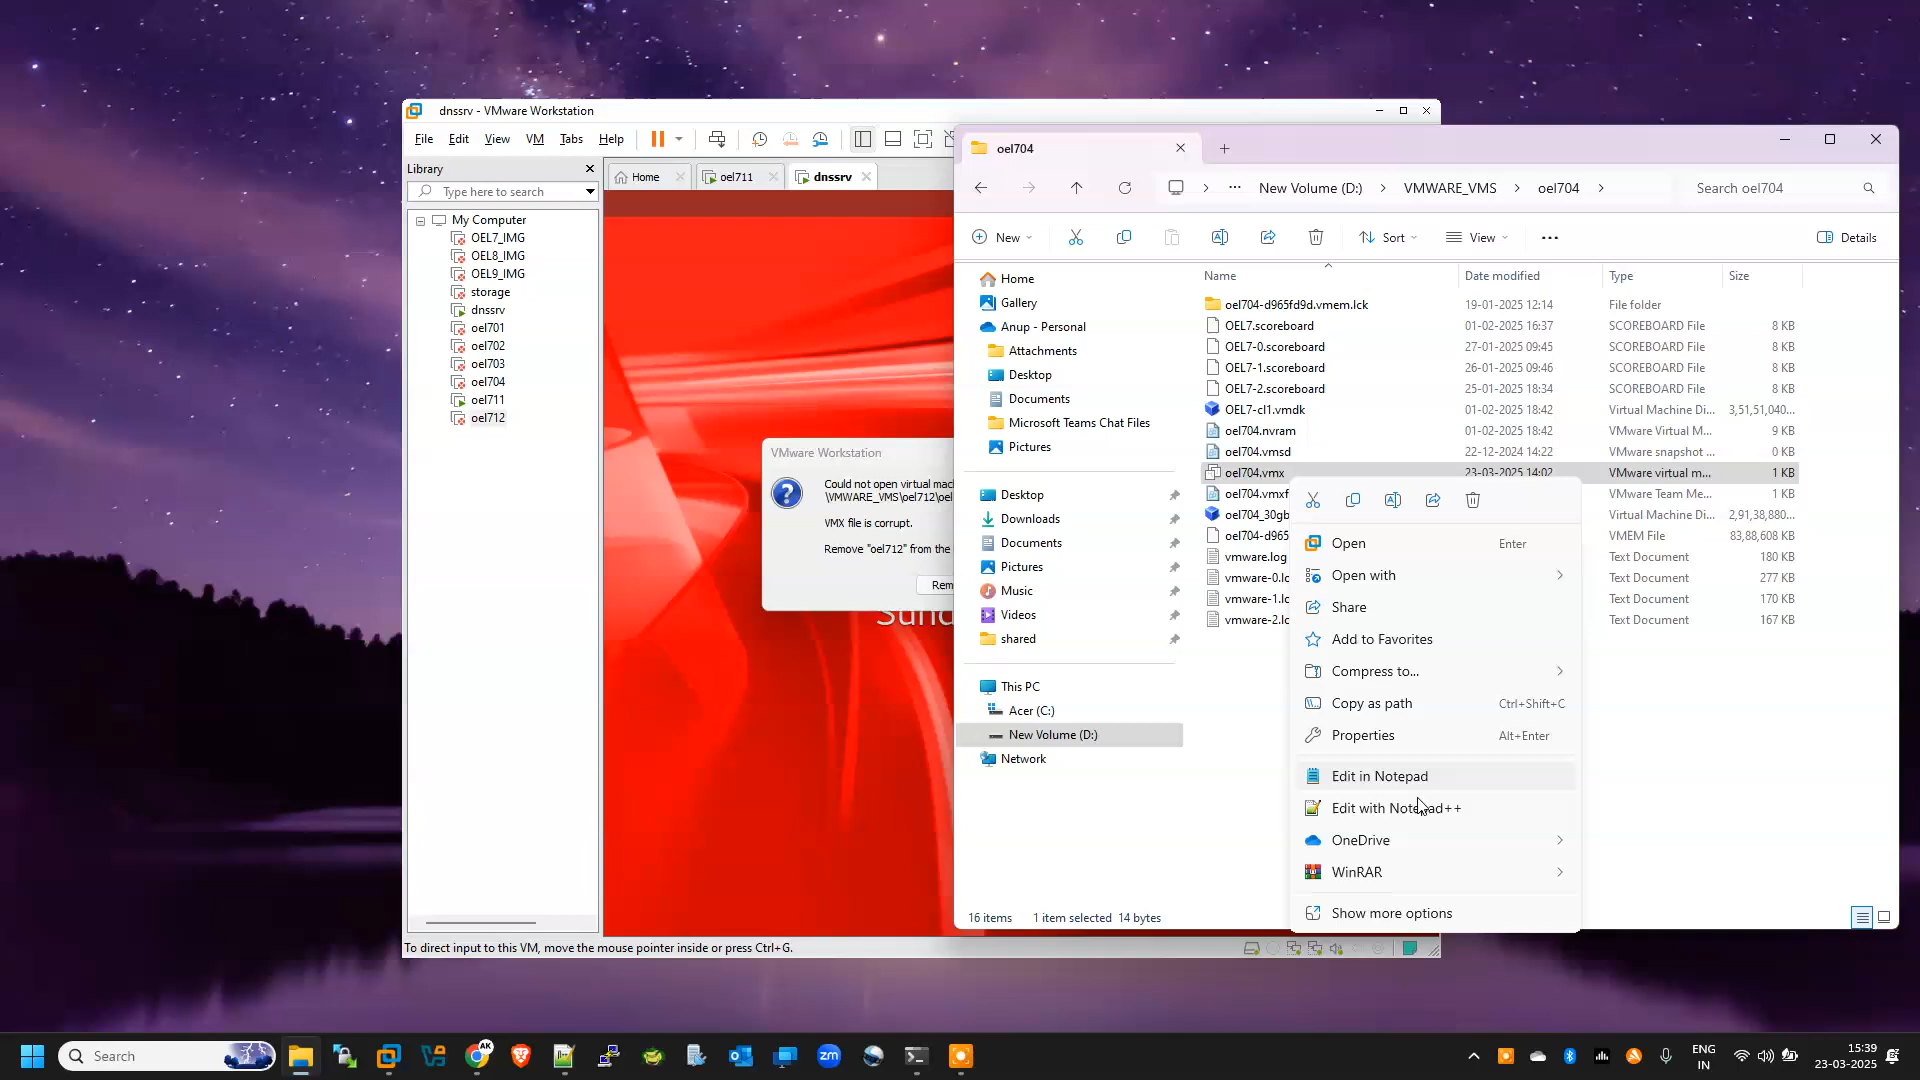 dnssrv - VMware Workstation
File Edit View VM Tabs Help
Library
Type here to search
My Computer
OEL7_IMG
OEL8_IMG
OEL9_IMG
storage
dnssrv
oel701
oel702
oel703
oel704
oel711
oel712
Home
oel711
dnssrv
VMware Workstation
Could not open virtual mac
\VMWARE_VMS\oel712\oel
VMX file is corrupt.
Remove "oel712" from the
Rem
Sund
To direct input to this VM, move the mouse pointer inside or press Ctrl+G.
oel704
New Volume (D:) VMWARE_VMS oel704
Search oel704
New
Sort
View
Details
Home
Gallery
Anup - Personal
Attachments
Desktop
Documents
Microsoft Teams Chat Files
Pictures
Desktop
Downloads
Documents
Pictures
Music
Videos
shared
This PC
Acer (C:)
New Volume (D:)
Network
Name Date modified Type Size
oel704-d965fd9d.vmem.lck 19-01-2025 12:14 File folder
OEL7.scoreboard 01-02-2025 16:37 SCOREBOARD File 8 KB
OEL7-0.scoreboard 27-01-2025 09:45 SCOREBOARD File 8 KB
OEL7-1.scoreboard 26-01-2025 09:46 SCOREBOARD File 8 KB
OEL7-2.scoreboard 25-01-2025 18:34 SCOREBOARD File 8 KB
OEL7-cl1.vmdk 01-02-2025 18:42 Virtual Machine Di... 3,51,51,040...
oel704.nvram 01-02-2025 18:42 VMware Virtual M... 9 KB
oel704.vmsd 22-12-2024 14:22 VMware snapshot ... 0 KB
oel704.vmx 23-03-2025 14:02 VMware virtual m... 1 KB
oel704.vmxf VMware Team Me... 1 KB
oel704_30gb Virtual Machine Di... 2,91,38,880...
oel704-d965 VMEM File 83,88,608 KB
vmware.log Text Document 180 KB
vmware-0.lo Text Document 277 KB
vmware-1.lo Text Document 170 KB
vmware-2.lo Text Document 167 KB
Open Enter
Open with
Share
Add to Favorites
Compress to...
Copy as path Ctrl+Shift+C
Properties Alt+Enter
Edit in Notepad
Edit with Notepad++
OneDrive
WinRAR
Show more options
16 items 1 item selected 14 bytes
Search
AK
zm
ENG
IN
15:39
23-03-2025